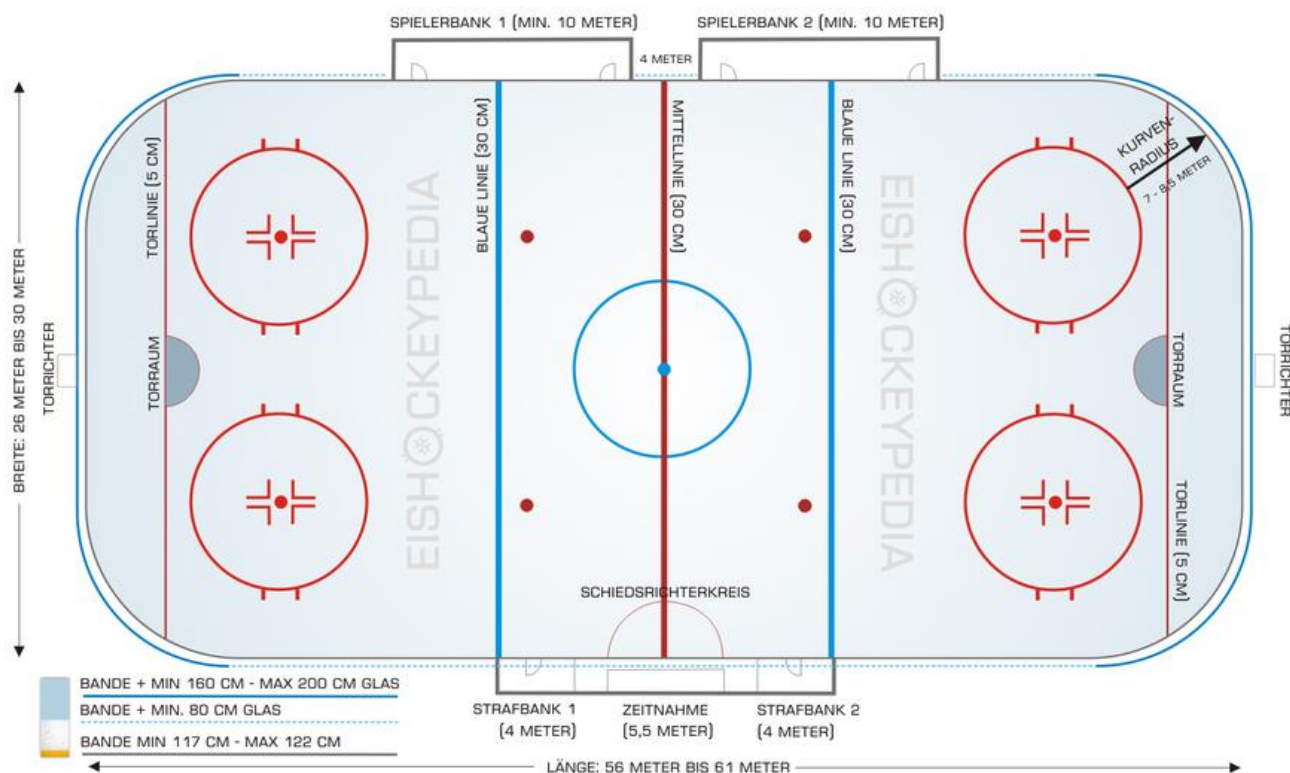 SPIELERBANK 1 (MIN. 10 METER)
SPIELERBANK 2 (MIN. 10 METER)
4 METER
BREITE: 26 METER BIS 30 METER
TORRICHTER
TORLINIE (5 CM)
TORRAUM
EISHOCKEYPEDIA
BLAUE LINIE (30 CM)
MITTELLINIE (30 CM)
BLAUE LINIE (30 CM)
EISHOCKEYPEDIA
KURVEN-
RADIUS
7 - 8,5 METER
TORRAUM
TORLINIE (5 CM)
TORRICHTER
SCHIEDSRICHTERKREIS
STRAFBANK 1
(4 METER)
ZEITNAHME
(5,5 METER)
STRAFBANK 2
(4 METER)
BANDE + MIN 160 CM - MAX 200 CM GLAS
BANDE + MIN. 80 CM GLAS
BANDE MIN 117 CM - MAX 122 CM
LÄNGE: 56 METER BIS 61 METER